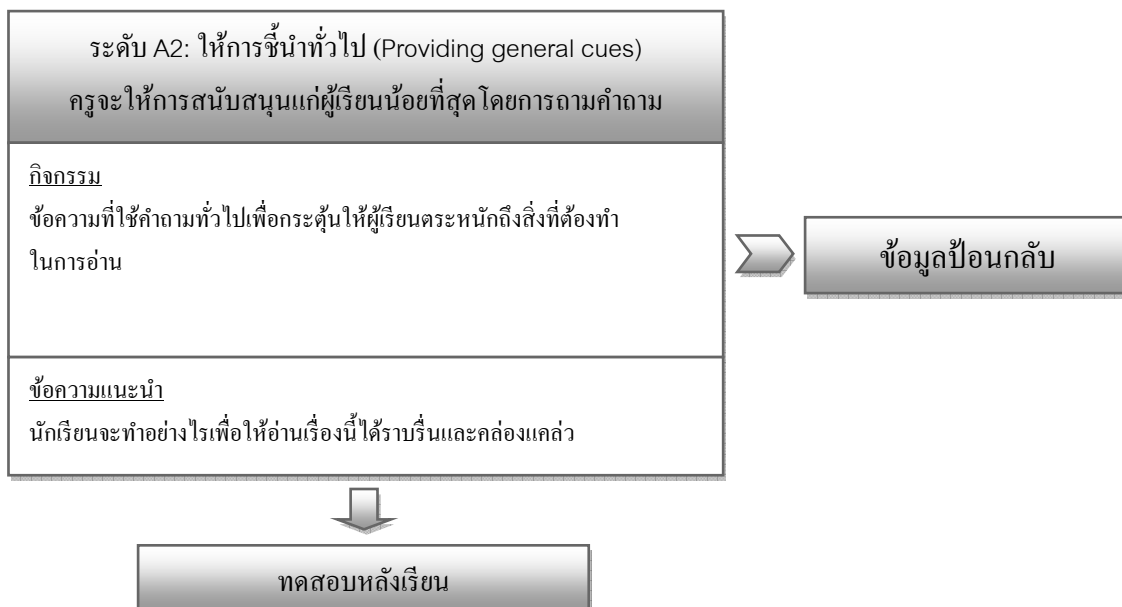 ระดับ A2: ให้การชี้นำทั่วไป (Providing general cues)
ครูจะให้การสนับสนุนแก่ผู้เรียนน้อยที่สุดโดยการถามคำถาม
กิจกรรม
ข้อความที่ใช้คำถามทั่วไปเพื่อกระตุ้นให้ผู้เรียนตระหนักถึงสิ่งที่ต้องทำ
ในการอ่าน
ข้อมูลป้อนกลับ
ข้อความแนะนำ
นักเรียนจะทำอย่างไรเพื่อให้อ่านเรื่องนี้ได้ราบรื่นและคล่องแคล่ว
ทดสอบหลังเรียน